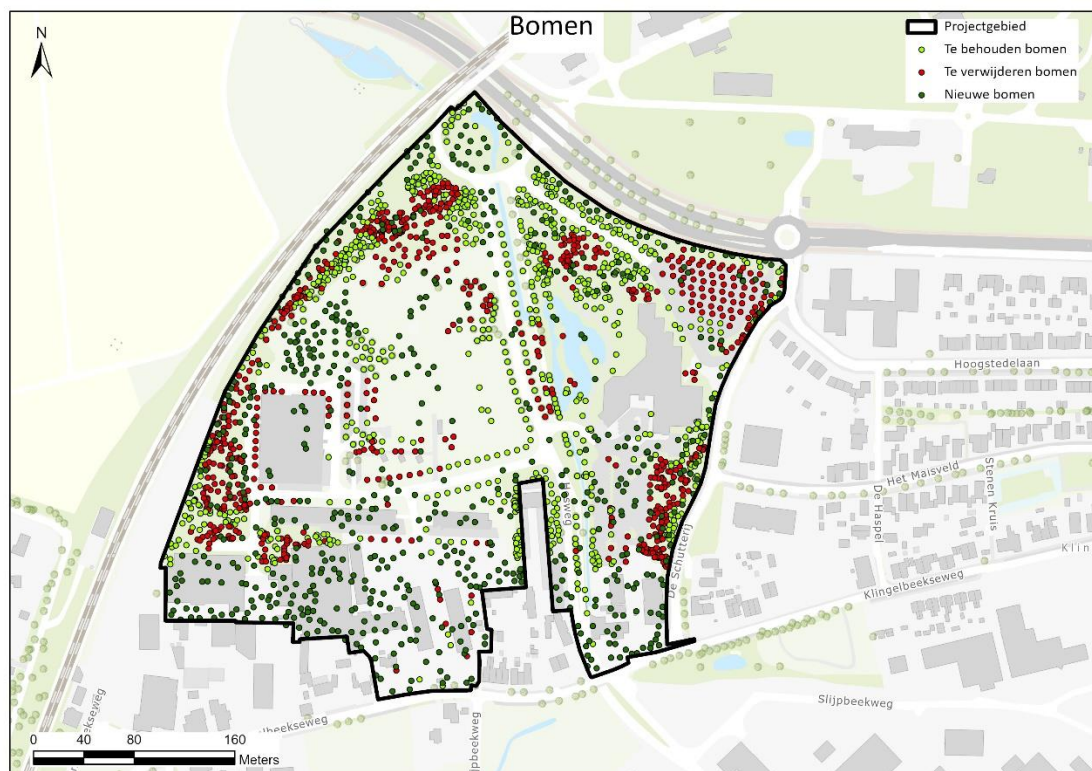 Bomen
N
Projectgebied
Te behouden bomen
Te verwijderen bomen
Nieuwe bomen
Hoogstedelaan
Het Maisveld
De Haspel
Stenen Kruis
Klin
Klingelbeekseweg
De Schutterij
Slijpbeekweg
0 40 80 160
Meters